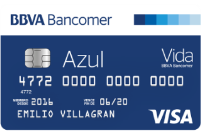 BBVA Bancomer
Azul
Vida
BBVA Bancomer
4772 0000 0000 0000
4772
2016 06/20
EMILIO VILLAGRAN
VISA